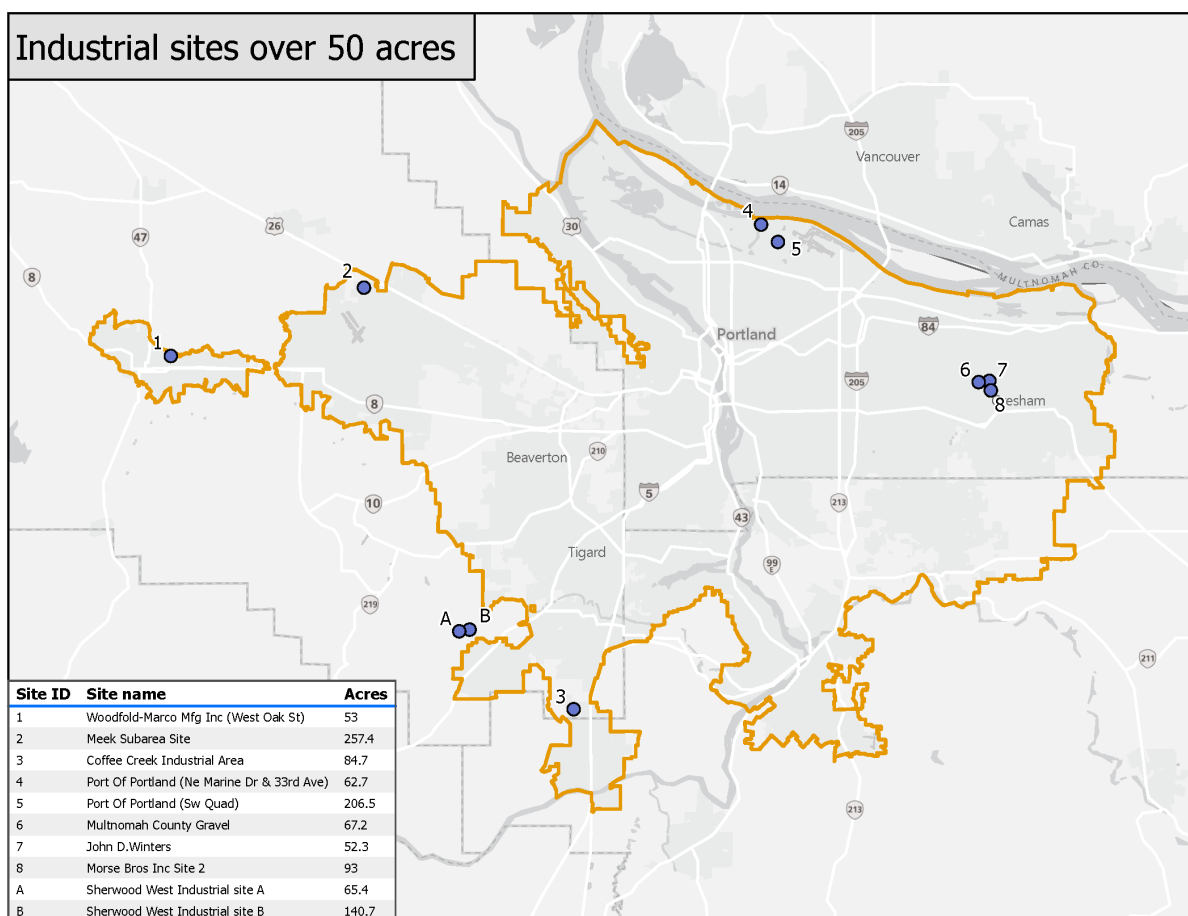 Industrial sites over 50 acres
205
Vancouver
14
4
Camas
47
26
30
5
8
2
MULTNOMAH CO.
1
84
Portland
6
7
205
8
esham
8
Beaverton
210
5
10
213
43
Tigard
99
E
219
A
B
211
3
213
Site ID Site name Acres
1 Woodfold-Marco Mfg Inc (West Oak St) 53
2 Meek Subarea Site 257.4
3 Coffee Creek Industrial Area 84.7
4 Port Of Portland (Ne Marine Dr & 33rd Ave) 62.7
5 Port Of Portland (Sw Quad) 206.5
6 Multnomah County Gravel 67.2
7 John D.Winters 52.3
8 Morse Bros Inc Site 2 93
A Sherwood West Industrial site A 65.4
B Sherwood West Industrial site B 140.7